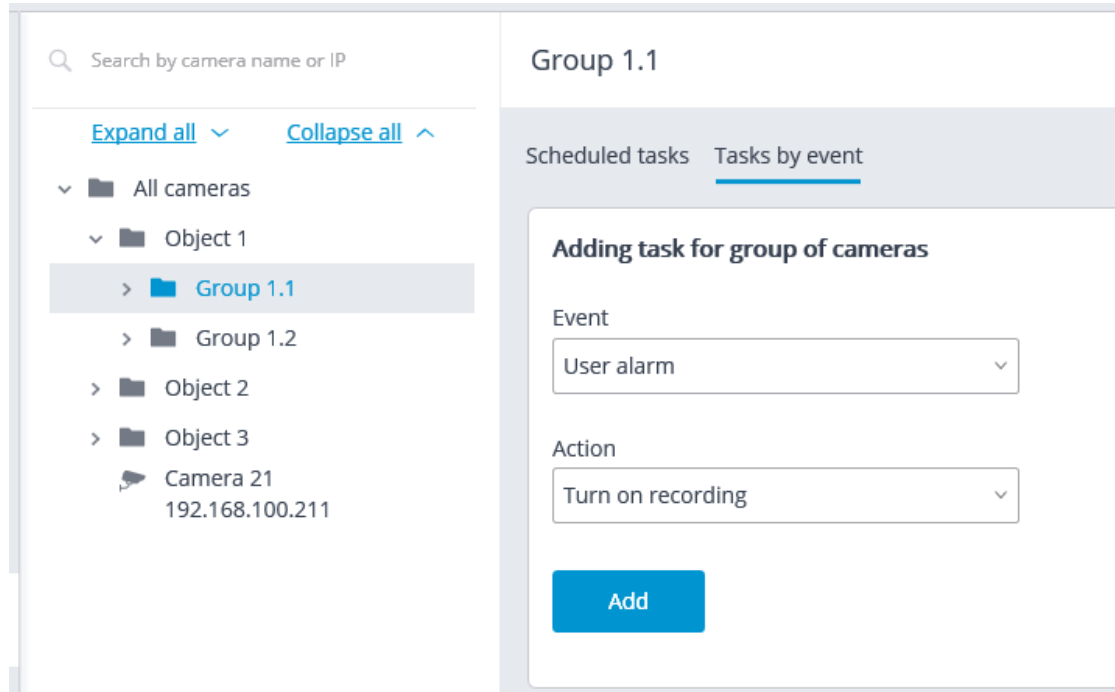 Search by camera name or IP
Expand all
Collapse all
All cameras
Object 1
Group 1.1
Group 1.2
Object 2
Object 3
Camera 21
192.168.100.211
Group 1.1
Scheduled tasks
Tasks by event
Adding task for group of cameras
Event
User alarm
Action
Turn on recording
Add